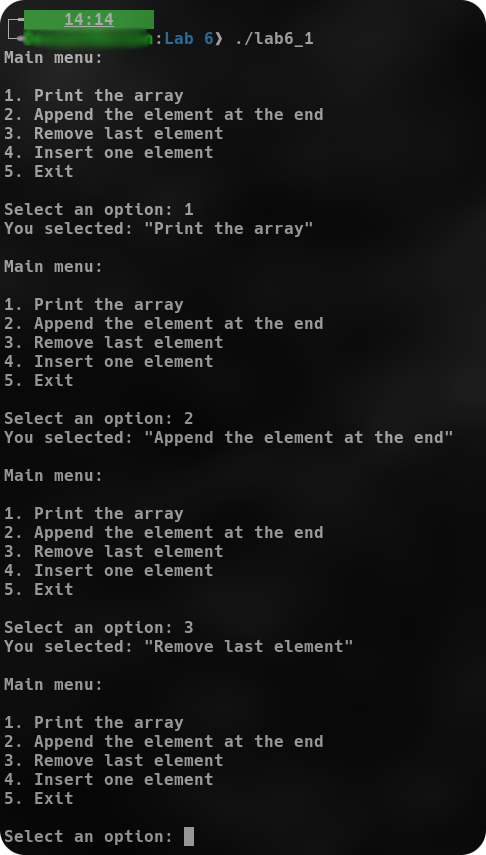 14:14
:Lab 6❩ ./lab6_1
Main menu:
1. Print the array
2. Append the element at the end
3. Remove last element
4. Insert one element
5. Exit
Select an option: 1
You selected: "Print the array"
Main menu:
1. Print the array
2. Append the element at the end
3. Remove last element
4. Insert one element
5. Exit
Select an option: 2
You selected: "Append the element at the end"
Main menu:
1. Print the array
2. Append the element at the end
3. Remove last element
4. Insert one element
5. Exit
Select an option: 3
You selected: "Remove last element"
Main menu:
1. Print the array
2. Append the element at the end
3. Remove last element
4. Insert one element
5. Exit
Select an option: